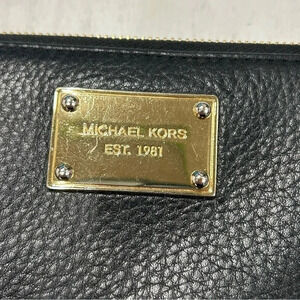 MICHAEL KORS
EST. 1981